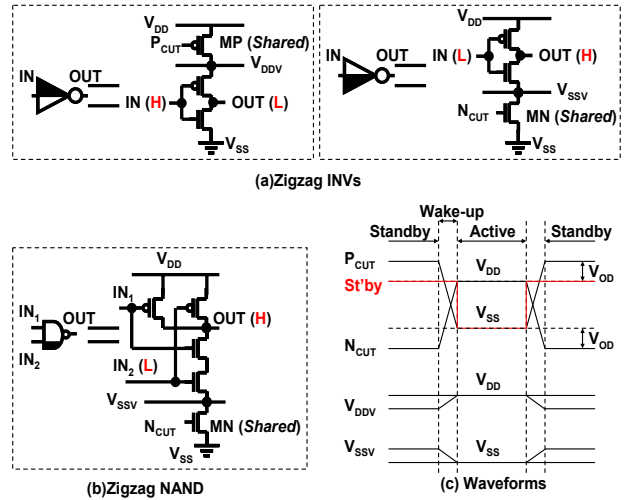 VDD
PCUT
MP (Shared)
VDDV
IN
OUT
IN (H)
OUT (L)
VSS
VDD
IN (L)
OUT (H)
IN
OUT
VSSV
NCUT
MN (Shared)
VSS
(a)Zigzag INVs
VDD
IN1
OUT (H)
IN1
OUT
IN2
IN2 (L)
VSSV
NCUT
MN (Shared)
VSS
(b)Zigzag NAND
Wake-up
Standby
Active
Standby
PCUT
VDD
VOD
St'by
VSS
NCUT
VOD
VDD
VDDV
VSSV
VSS
(c) Waveforms